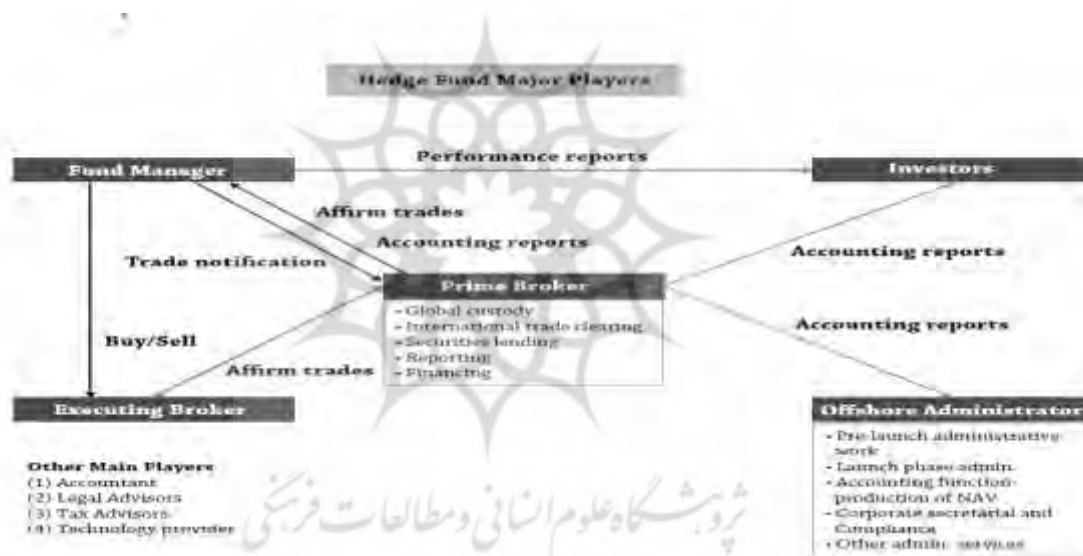 Hedge Fund Major Players
Performance reports
Fund Manager
Investors
Affirm trades
Accounting reports
Trade notification
Accounting reports
Prime Broker
- Global custody
- International trade clearing
- Securities lending
- Reporting
- Financing
Accounting reports
Buy/Sell
Affirm trades
Executing Broker
Offshore Administrator
- Pre-launch administrative
work
- Launch phase admin.
- Accounting function-
production of NAV
- Corporate secretarial and
Compliance
- Other admin. services
Other Main Players
(1) Accountant
(2) Legal Advisors
(3) Tax Advisors
(4) Technology provider
پژوهشگاه علوم انسانی و مطالعات فرهنگی